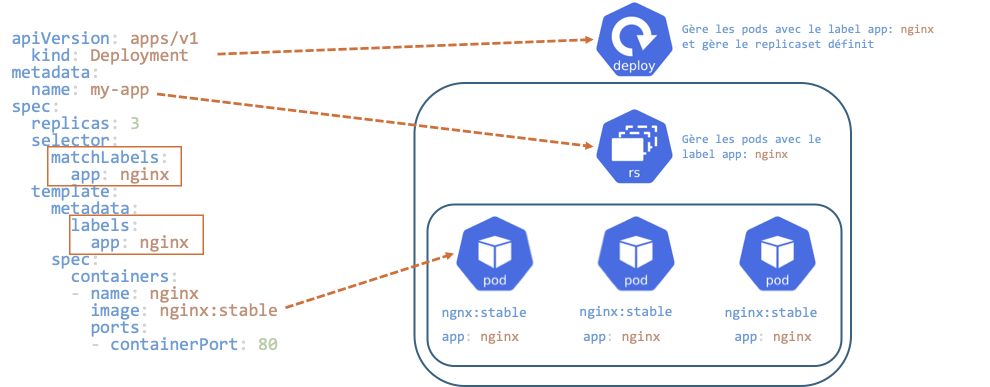 apiVersion: apps/v1
kind: Deployment
metadata:
name: my-app
spec:
replicas: 3
selector:
matchLabels:
app: nginx
template:
metadata:
labels:
app: nginx
spec:
containers:
- name: nginx
image: nginx:stable
ports:
- containerPort: 80
deploy
Gère les pods avec le label app: nginx
et gère le replicaset définit
rs
Gère les pods avec le
label app: nginx
pod
pod
pod
ngnx:stable
nginx:stable
nginx:stable
app: nginx
app: nginx
app: nginx